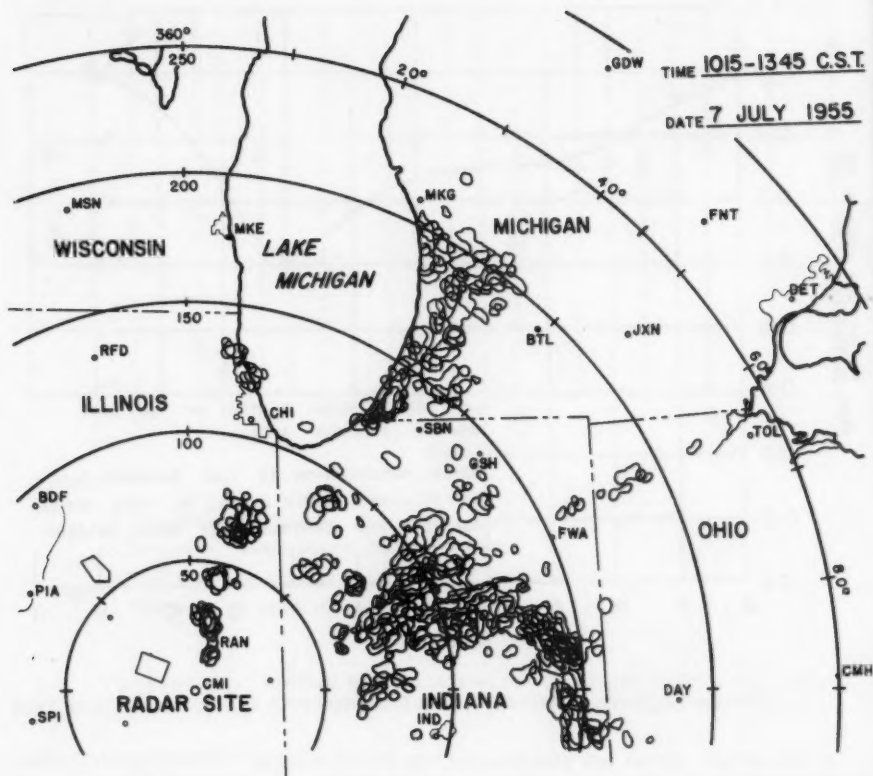 360°
250
20°
GDW
TIME 1015-1345 C.S.T.
DATE 7 JULY 1955
200
MKG
40°
MSN
MKE
MICHIGAN
FNT
WISCONSIN
LAKE
MICHIGAN
DET
150
BTL
JXN
RFD
60°
ILLINOIS
CHI
SBN
TOL
100
GSH
BDF
FWA
OHIO
50
80°
PIA
RAN
CMI
CMH
RADAR SITE
INDIANA
DAY
SPI
IND